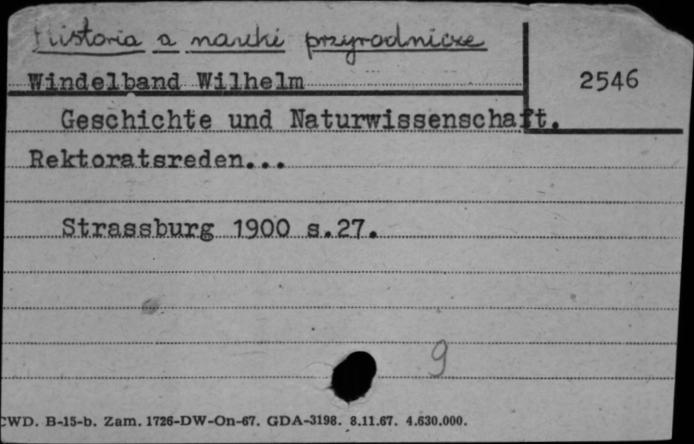 Historia a nauki przyrodnicze
Windelband Wilhelm
2546
Geschichte und Naturwissenschaft.
Rektoratsreden...
Strassburg 1900 s.27.
9
CWD. B-15-b. Zam. 1726-DW-On-67. GDA-3198. 8.11.67. 4.630.000.